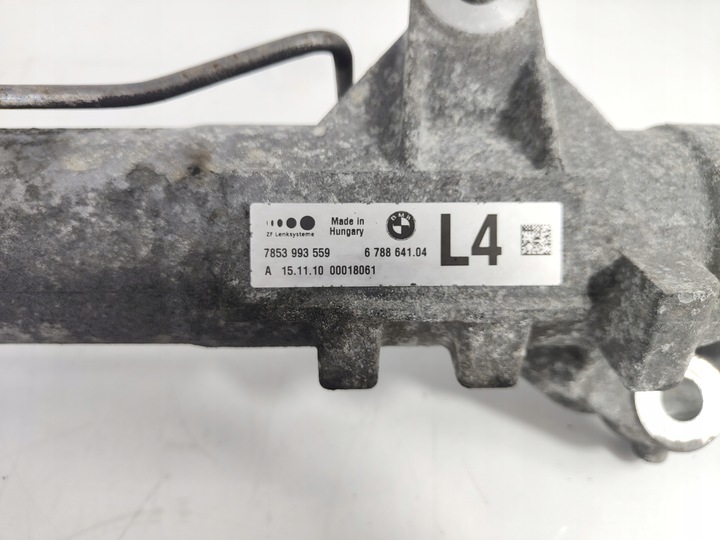 ZF Lenksysteme
Made in
Hungary
BMW
7853 993 559
6 788 641.04
L4
A 15.11.10 00018061